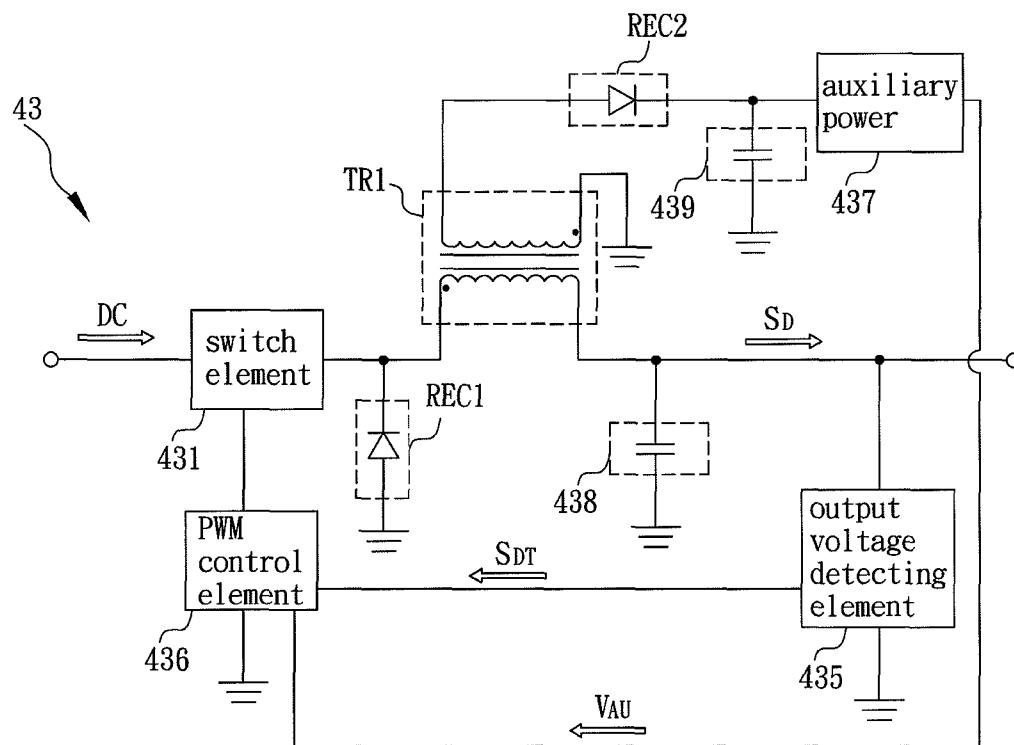 REC2
43
auxiliary
power
TR1
439
437
DC
switch
element
SD
REC1
431
438
PWM
control
element
SDT
output
voltage
detecting
element
436
435
VAU